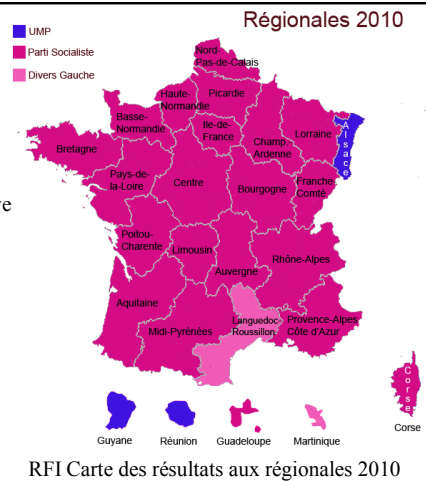 Régionales 2010
UMP
Parti Socialiste
Divers Gauche
Nord-
Pas-de-Calais
Haute-
Normandie
Picardie
Basse-
Normandie
Ile-de-
France
Champ.-
Ardenne
Lorraine
Alsace
Bretagne
Pays-de-
la-Loire
Centre
Bourgogne
Franche
Comté
ve
Poitou-
Charente
Limousin
Auvergne
Rhône-Alpes
Aquitaine
Midi-Pyrénées
Languedoc-
Roussillon
Provence-Alpes
Côte d'Azur
Corse
Corse
Guyane
Réunion
Guadeloupe
Martinique
RFI Carte des résultats aux régionales 2010